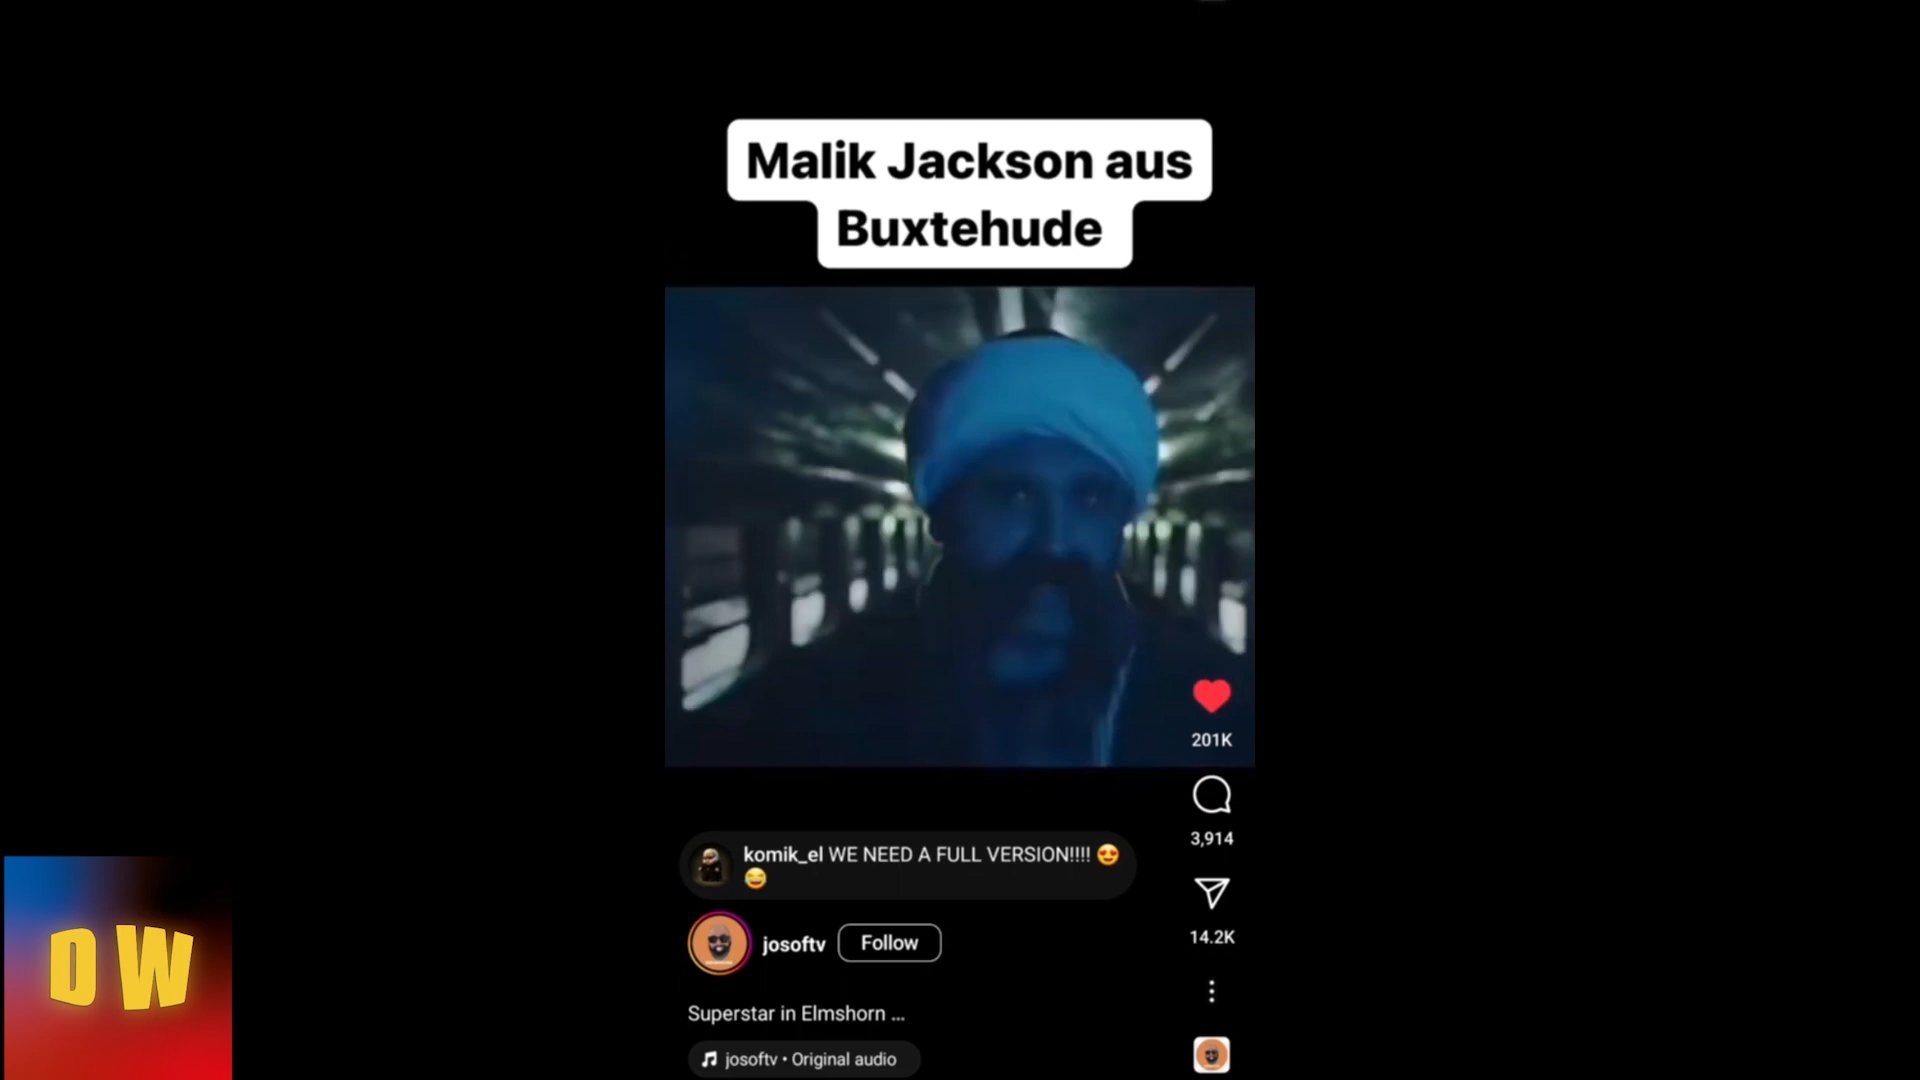 Malik Jackson aus
Buxtehude
201K
3,914
komik_el WE NEED A FULL VERSION!!!! 😍
😂
josoftv Follow
14.2K
Superstar in Elmshorn ...
josoftv • Original audio
DW